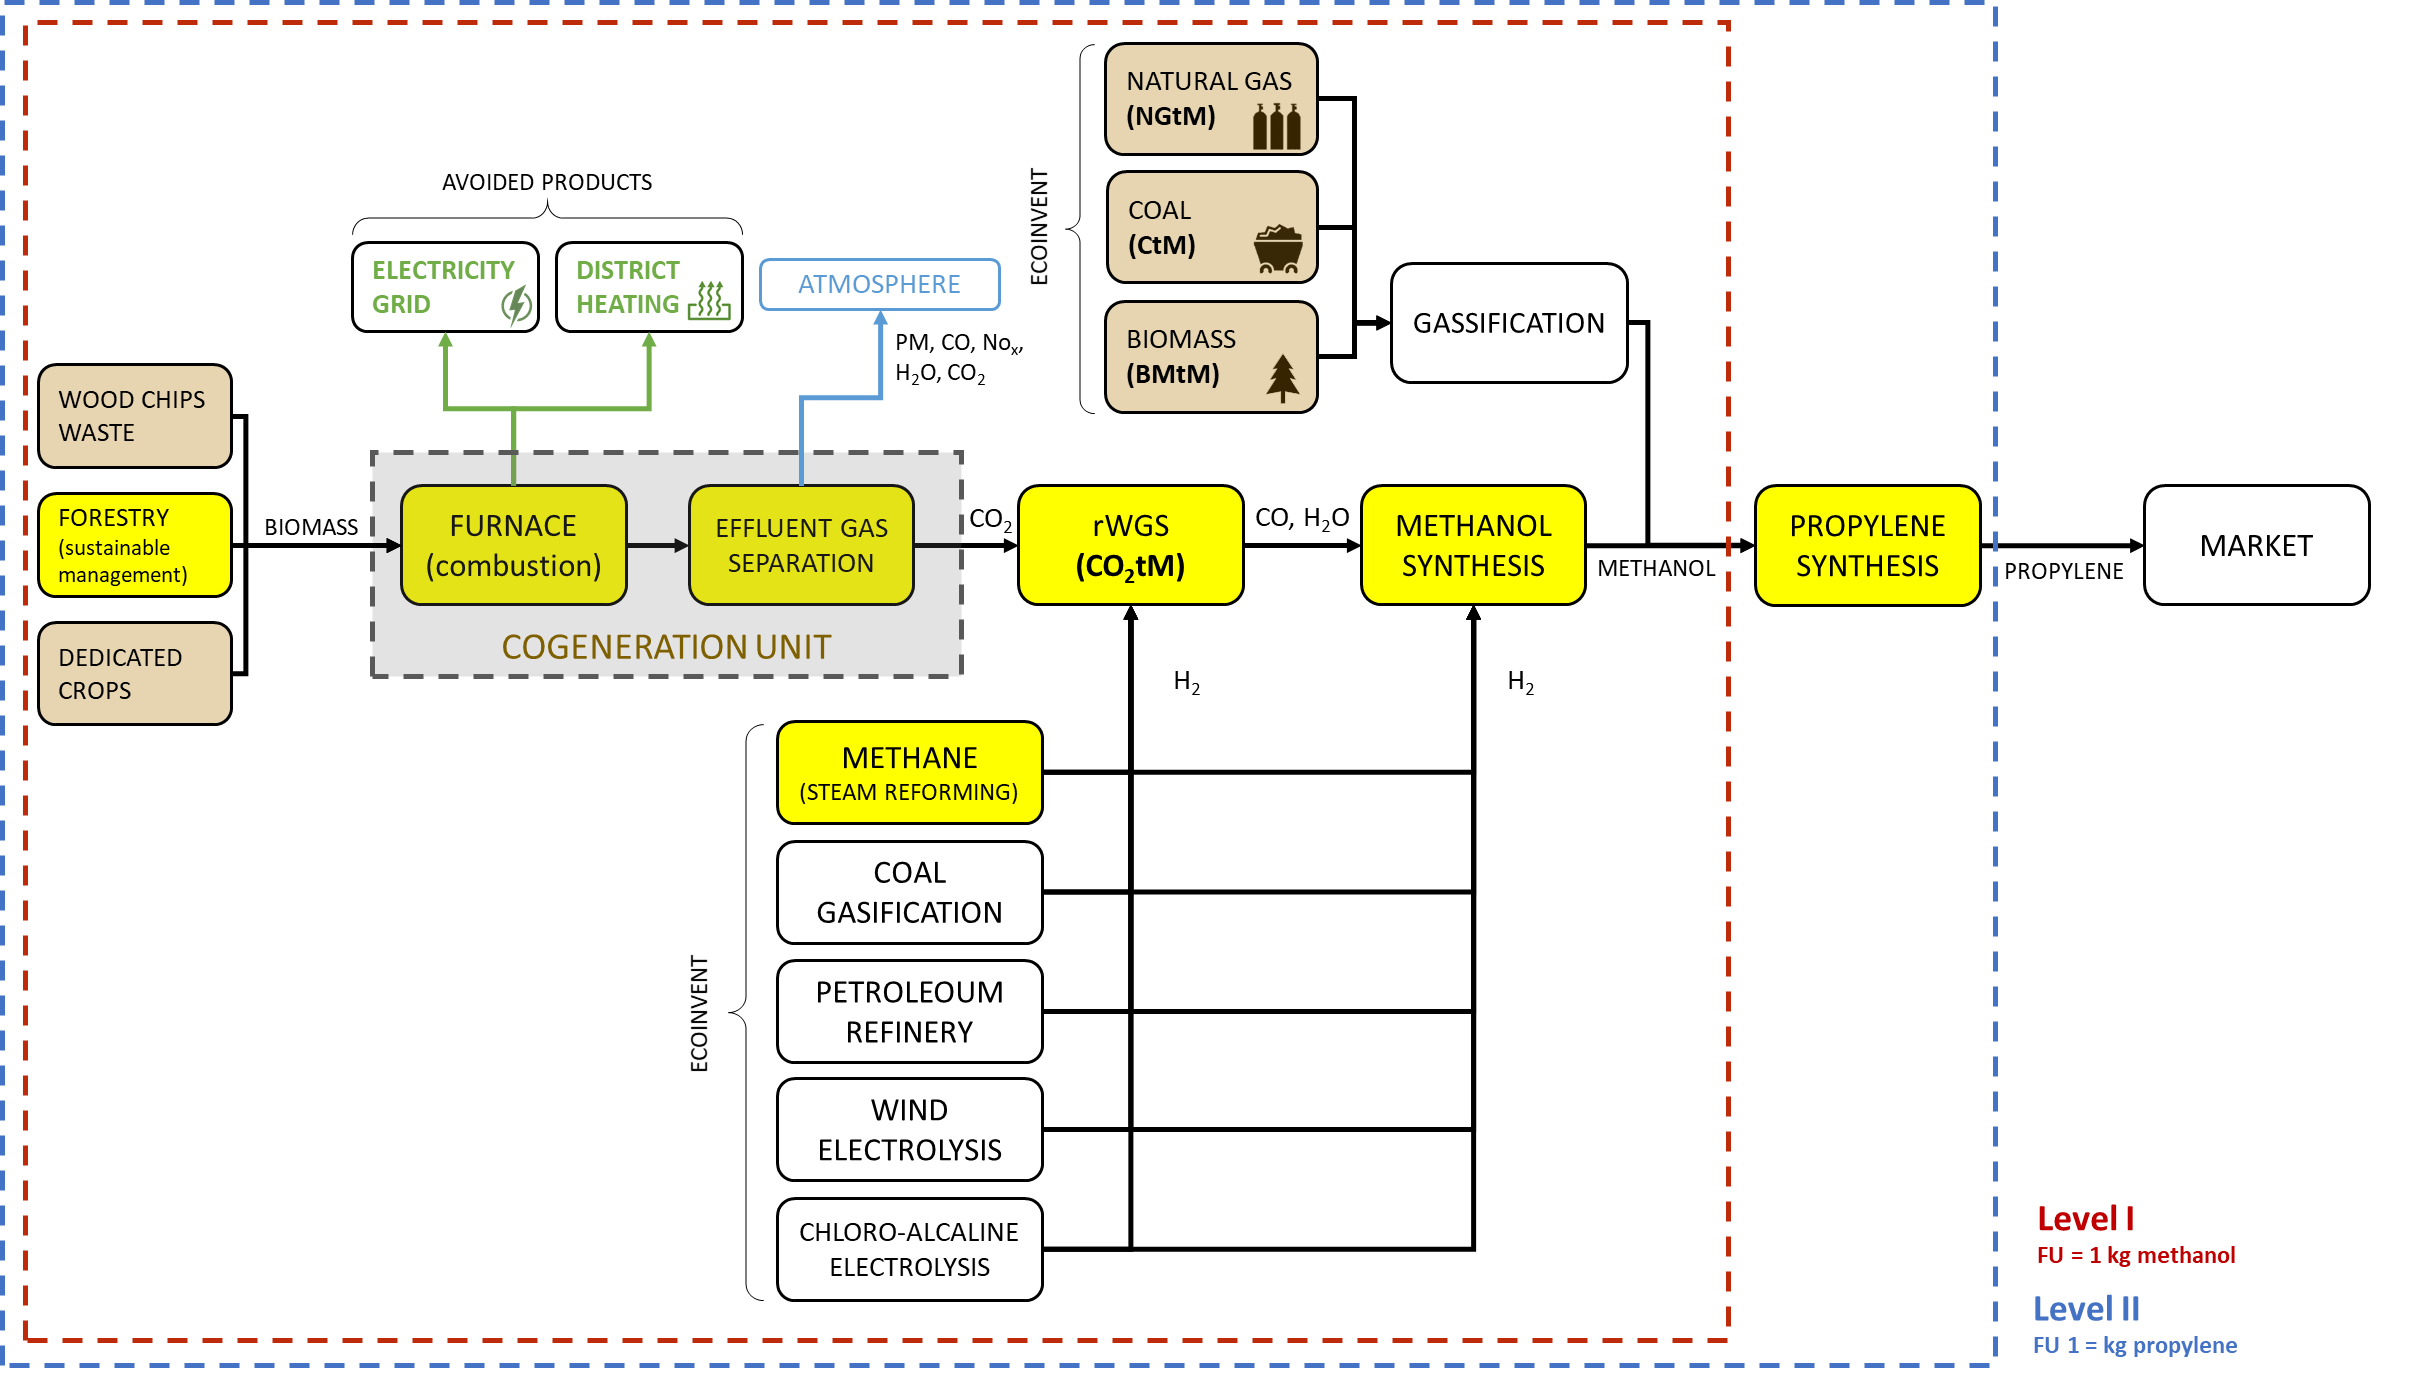 NATURAL GAS
(NGtM)
COAL
(CtM)
BIOMASS
(BMtM)
ECOINVENT
GASSIFICATION
AVOIDED PRODUCTS
ELECTRICITY
GRID
DISTRICT
HEATING
ATMOSPHERE
PM, CO, Noₓ,
H₂O, CO₂
WOOD CHIPS
WASTE
FORESTRY
(sustainable
management)
DEDICATED
CROPS
BIOMASS
FURNACE
(combustion)
EFFLUENT GAS
SEPARATION
COGENERATION UNIT
CO₂
rWGS
(CO₂tM)
CO, H₂O
METHANOL
SYNTHESIS
METHANOL
PROPYLENE
SYNTHESIS
PROPYLENE
MARKET
H₂
H₂
ECOINVENT
METHANE
(STEAM REFORMING)
COAL
GASIFICATION
PETROLEOUM
REFINERY
WIND
ELECTROLYSIS
CHLORO-ALCALINE
ELECTROLYSIS
Level I
FU = 1 kg methanol
Level II
FU 1 = kg propylene